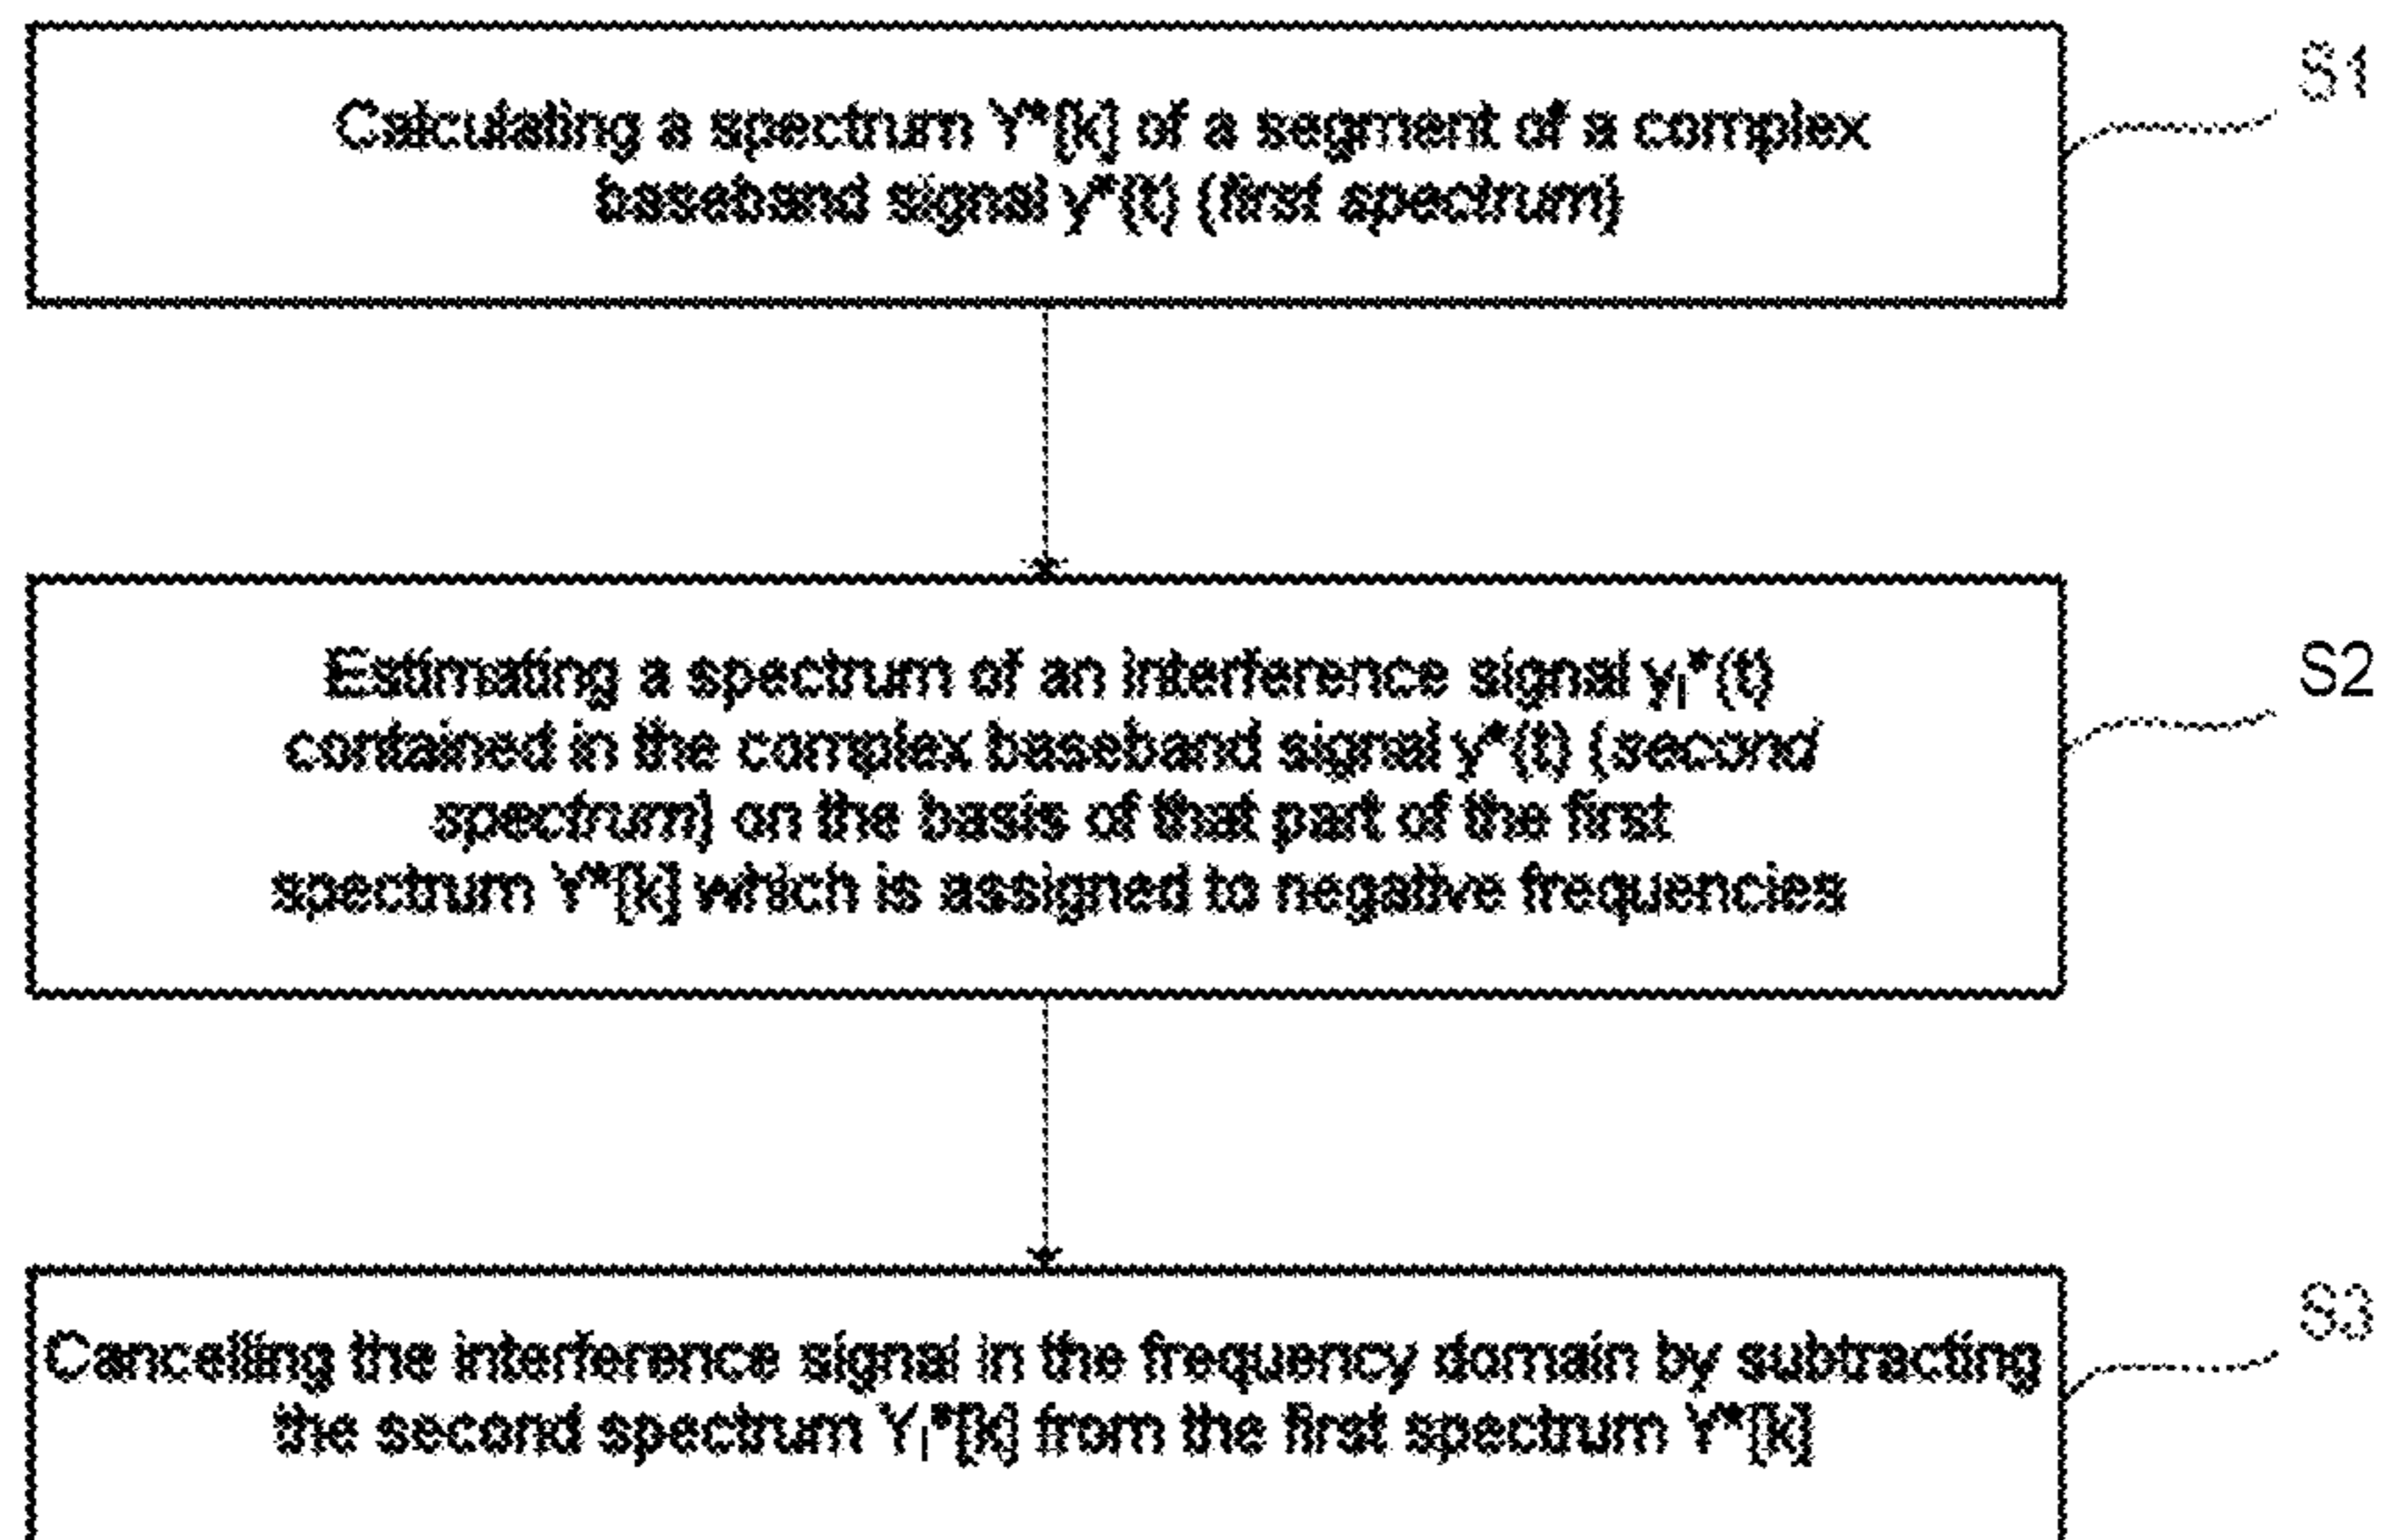 S1
Calculating a spectrum Y*[k] of a segment of a complex
baseband signal y*(t) (first spectrum)
S2
Estimating a spectrum of an interference signal yI*(t)
contained in the complex baseband signal y*(t) (second
spectrum) on the basis of that part of the first
spectrum Y*[k] which is assigned to negative frequencies
S3
Cancelling the interference signal in the frequency domain by subtracting
the second spectrum YI*[k] from the first spectrum Y*[k]